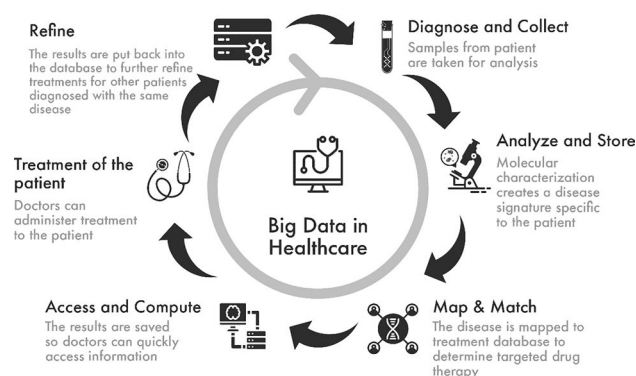 Refine
The results are put back into
the database to further refine
treatments for other patients
diagnosed with the same
disease
Diagnose and Collect
Samples from patient
are taken for analysis
Analyze and Store
Molecular
characterization
creates a disease
signature specific
to the patient
Map & Match
The disease is mapped to
treatment database to
determine targeted drug
therapy
Access and Compute
The results are saved
so doctors can quickly
access information
Treatment of the
patient
Doctors can
administer treatment
to the patient
Big Data in
Healthcare